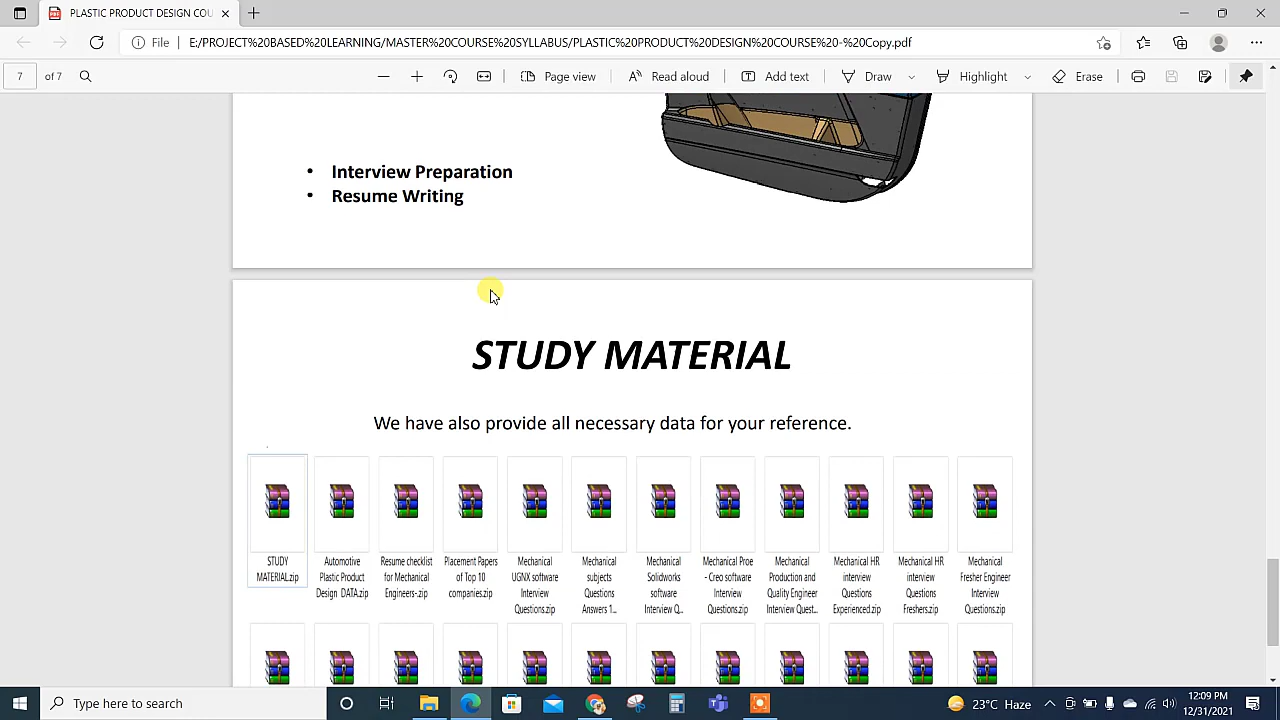 PLASTIC PRODUCT DESIGN COU
File
E:/PROJECT%20BASED%20LEARNING/MASTER%20COURSE%20SYLLABUS/PLASTIC%20PRODUCT%20DESIGN%20COURSE%20-%20Copy.pdf
7 of 7
Page view
Read aloud
Add text
Draw
Highlight
Erase
• Interview Preparation
• Resume Writing
STUDY MATERIAL
We have also provide all necessary data for your reference.
STUDY
MATERIAL.zip
Automotive
Plastic Product
Design DATA.zip
Resume checklist
for Mechanical
Engineers-.zip
Placement Papers
of Top 10
companies.zip
Mechanical
UGNX software
Interview
Questions.zip
Mechanical
subjects
Questions
Answers 1...
Mechanical
Solidworks
software
Interview Q...
Mechanical Proe
- Creo software
Interview
Questions.zip
Mechanical
Production and
Quality Engineer
Interview Quest...
Mechanical HR
interview
Questions
Experienced.zip
Mechanical HR
interview
Questions
Freshers.zip
Mechanical
Fresher Engineer
Interview
Questions.zip
Type here to search
23°C Haze
12:09 PM
12/31/2021